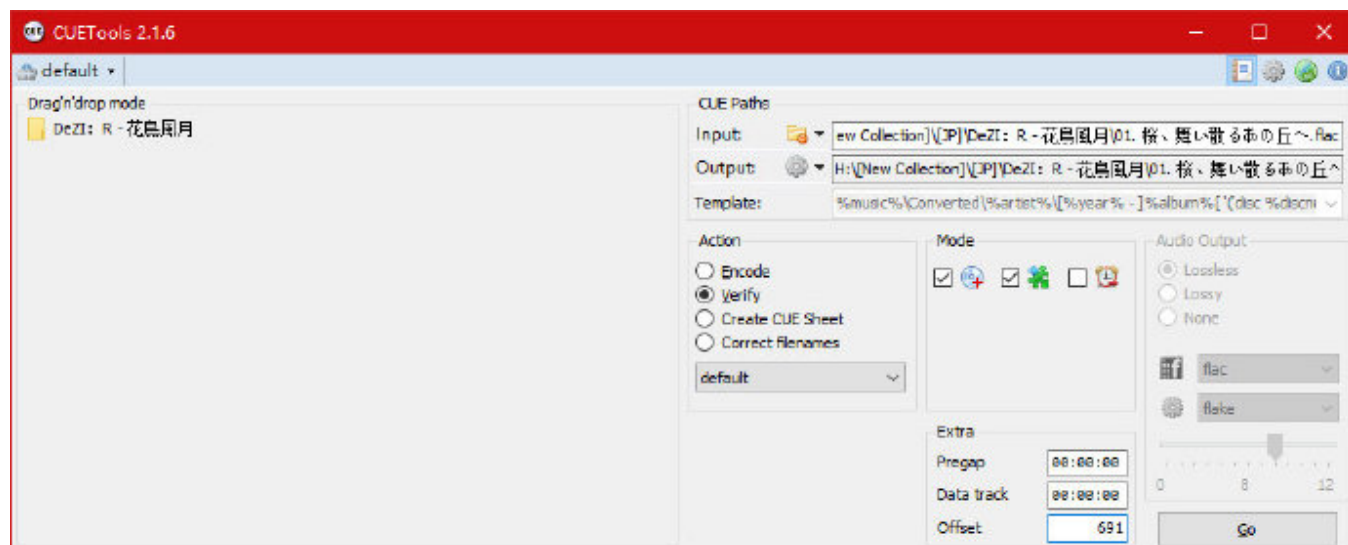 CUETools 2.1.6
default
Drag'n'drop mode
DeZI: R - 花鳥風月
CUE Paths
Input:
ew Collection]\[JP]\DeZI: R - 花鳥風月\01. 桜、舞い散るあの丘へ.flac
Output:
H:\[New Collection]\[JP]\DeZI: R - 花鳥風月\01. 桜、舞い散るあの丘へ
Template:
%music%\Converted\%artist%\[%year% - ]%album%[ '(disc %discn
Action
Encode
Verify
Create CUE Sheet
Correct filenames
default
Mode
Audio Output
Lossless
Lossy
None
flac
flake
0 8 12
Extra
Pregap 00:00:00
Data track 00:00:00
Offset 691
Go